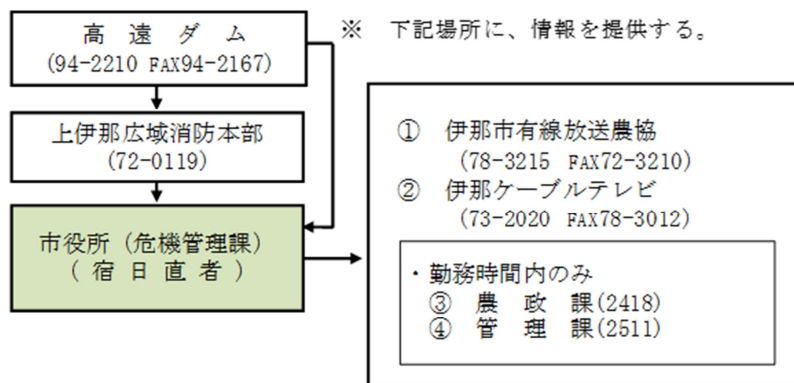 高　遠　ダ　ム
(94-2210 FAX94-2167)
※　下記場所に、情報を提供する。
上伊那広域消防本部
(72-0119)
市役所（危機管理課）
（ 宿 日 直 者 ）
①　伊那市有線放送農協
(78-3215 FAX72-3210)
②　伊那ケーブルテレビ
(73-2020 FAX78-3012)
・勤務時間内のみ
③　農　政　課(2418)
④　管　理　課(2511)